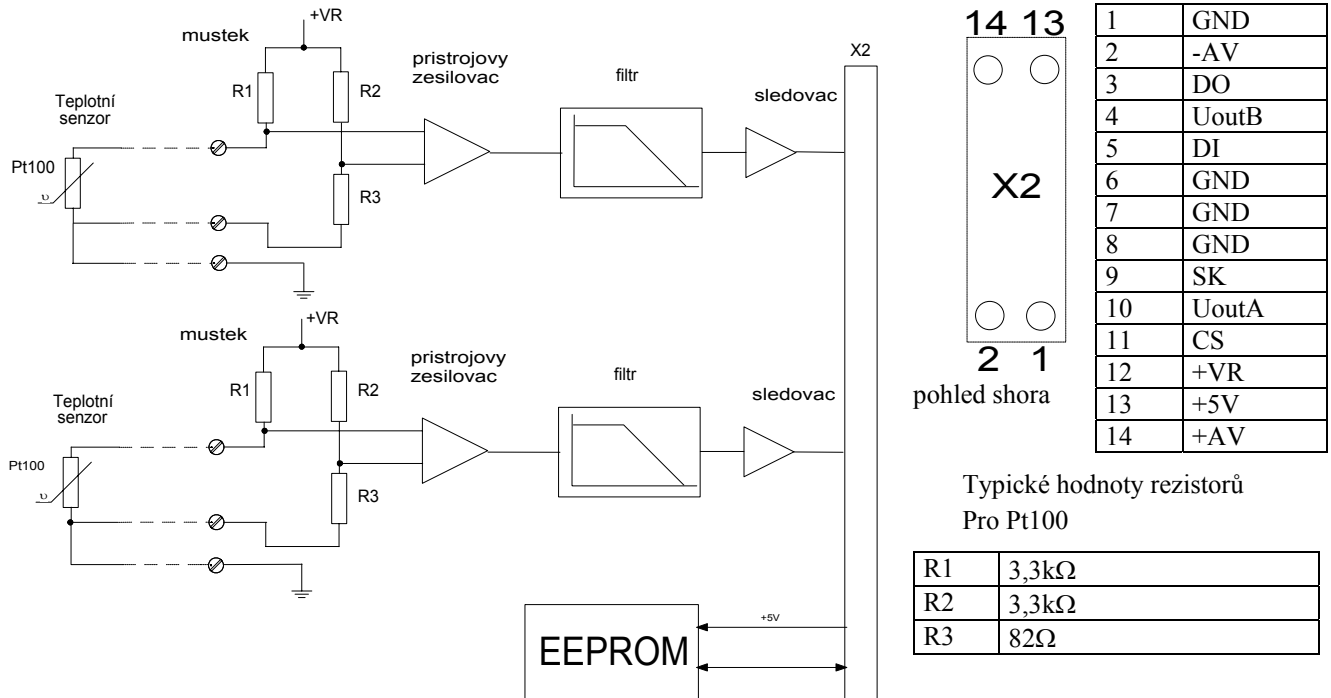 +VR
mustek
R1
R2
pristrojovy
zesilovac
filtr
sledovac
X2
Teplotní
senzor
Pt100
υ
R3
+VR
mustek
R1
R2
pristrojovy
zesilovac
filtr
sledovac
Teplotní
senzor
Pt100
υ
R3
EEPROM
+5V
14 13
X2
2 1
pohled shora
1 GND
2 -AV
3 DO
4 UoutB
5 DI
6 GND
7 GND
8 GND
9 SK
10 UoutA
11 CS
12 +VR
13 +5V
14 +AV
Typické hodnoty rezistorů
Pro Pt100
R1 3,3kΩ
R2 3,3kΩ
R3 82Ω